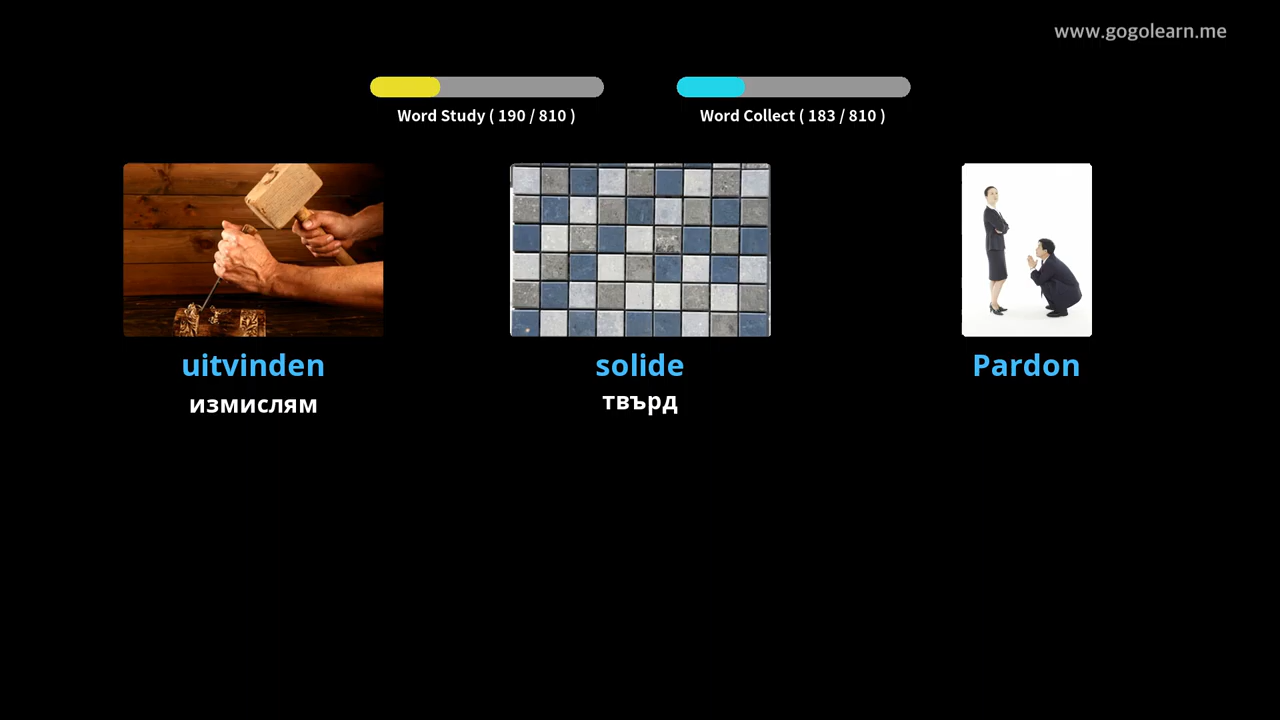 www.gogolearn.me
Word Study ( 190 / 810 )
Word Collect ( 183 / 810 )
uitvinden
измислям
solide
твърд
Pardon